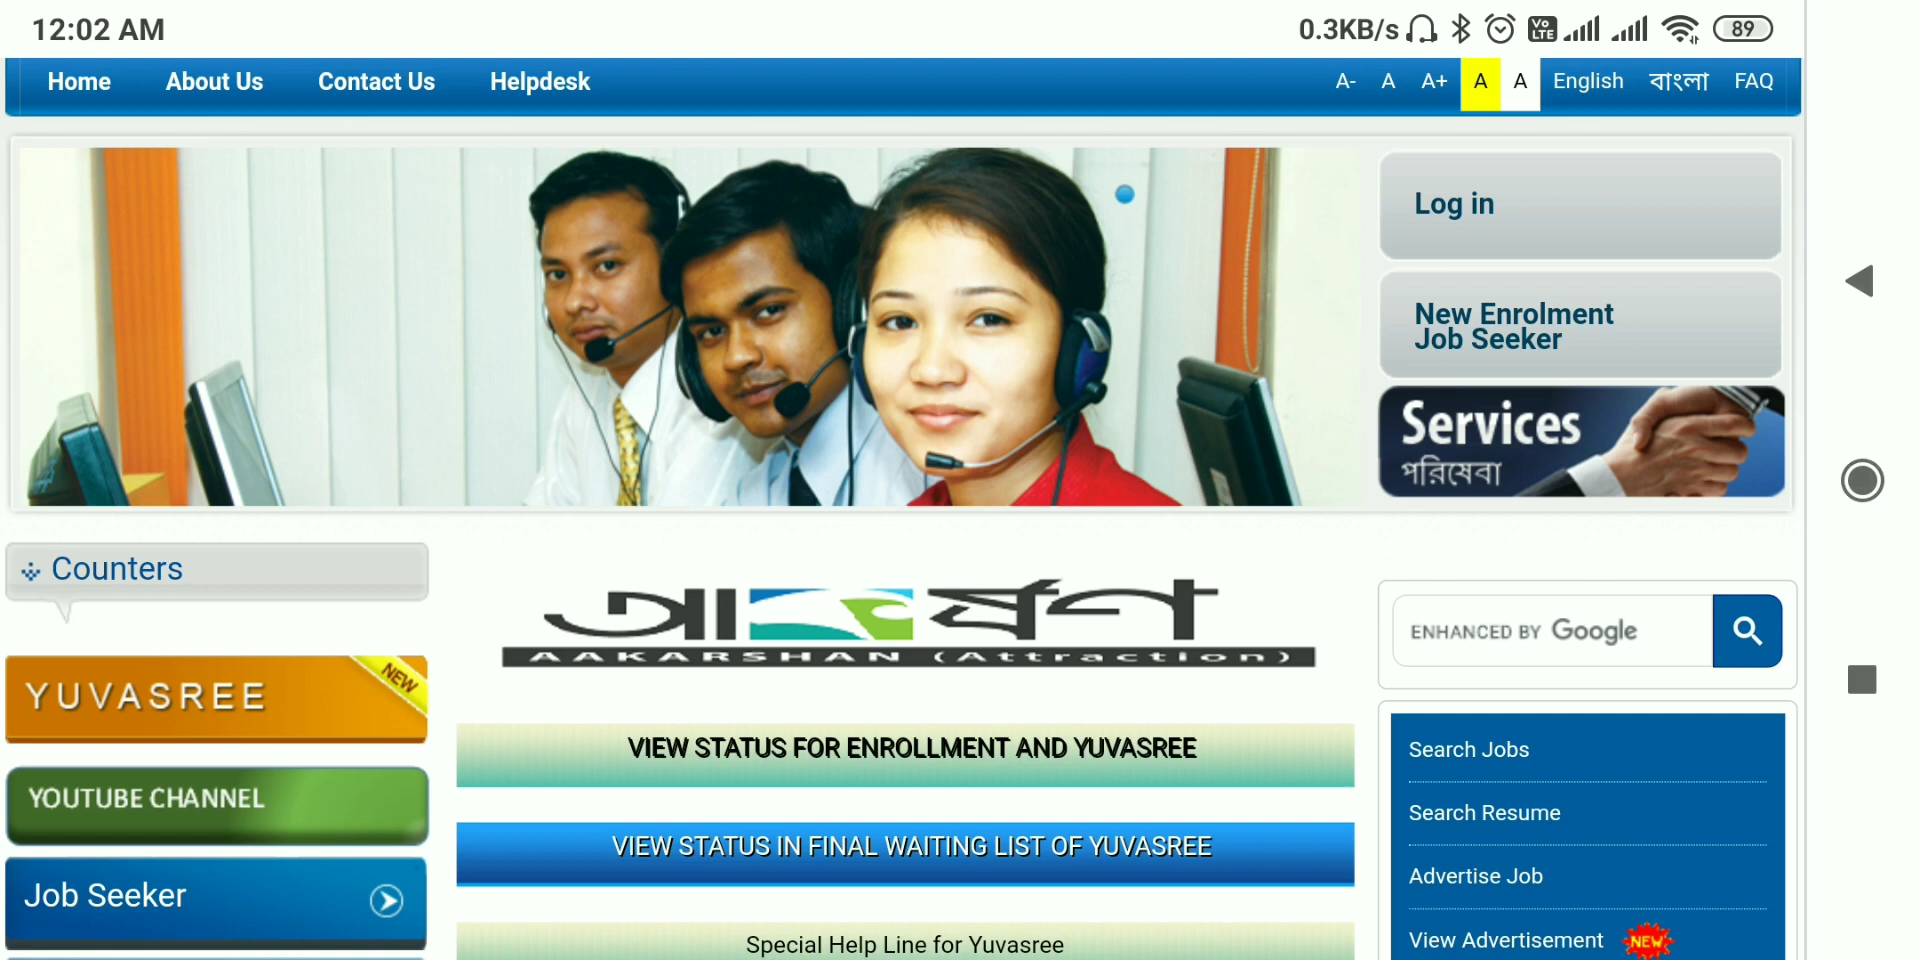 12:02 AM
0.3KB/s
Vo LTE
89
Home
About Us
Contact Us
Helpdesk
A-
A
A+
A
A
English
বাংলা
FAQ
Log in
New Enrolment
Job Seeker
Services
পরিষেবা
Counters
YUVASREE
NEW
YOUTUBE CHANNEL
Job Seeker
আকর্ষণ
AAKARSHAN (Attraction)
VIEW STATUS FOR ENROLLMENT AND YUVASREE
VIEW STATUS IN FINAL WAITING LIST OF YUVASREE
Special Help Line for Yuvasree
ENHANCED BY Google
Search Jobs
Search Resume
Advertise Job
View Advertisement
NEW